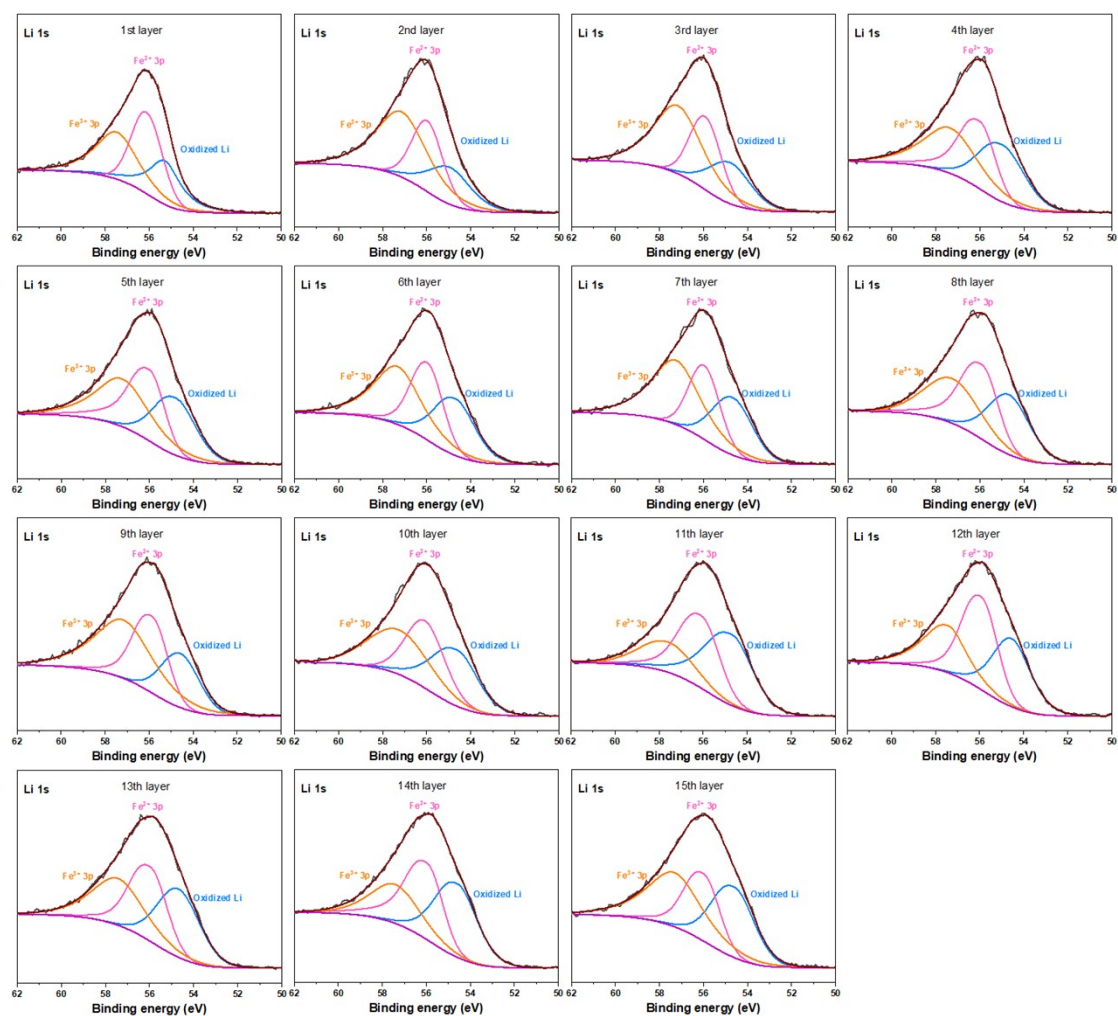 Li 1s 1st layer
Fe²⁺ 3p
Fe³⁺ 3p
Oxidized Li
62 60 58 56 54 52 50
Binding energy (eV)
Li 1s 2nd layer
Fe²⁺ 3p
Fe³⁺ 3p
Oxidized Li
62 60 58 56 54 52 50
Binding energy (eV)
Li 1s 3rd layer
Fe²⁺ 3p
Fe³⁺ 3p
Oxidized Li
62 60 58 56 54 52 50
Binding energy (eV)
Li 1s 4th layer
Fe²⁺ 3p
Fe³⁺ 3p
Oxidized Li
62 60 58 56 54 52 50
Binding energy (eV)
Li 1s 5th layer
Fe²⁺ 3p
Fe³⁺ 3p
Oxidized Li
62 60 58 56 54 52 50
Binding energy (eV)
Li 1s 6th layer
Fe²⁺ 3p
Fe³⁺ 3p
Oxidized Li
62 60 58 56 54 52 50
Binding energy (eV)
Li 1s 7th layer
Fe²⁺ 3p
Fe³⁺ 3p
Oxidized Li
62 60 58 56 54 52 50
Binding energy (eV)
Li 1s 8th layer
Fe²⁺ 3p
Fe³⁺ 3p
Oxidized Li
62 60 58 56 54 52 50
Binding energy (eV)
Li 1s 9th layer
Fe²⁺ 3p
Fe³⁺ 3p
Oxidized Li
62 60 58 56 54 52 50
Binding energy (eV)
Li 1s 10th layer
Fe²⁺ 3p
Fe³⁺ 3p
Oxidized Li
62 60 58 56 54 52 50
Binding energy (eV)
Li 1s 11th layer
Fe²⁺ 3p
Fe³⁺ 3p
Oxidized Li
62 60 58 56 54 52 50
Binding energy (eV)
Li 1s 12th layer
Fe²⁺ 3p
Fe³⁺ 3p
Oxidized Li
62 60 58 56 54 52 50
Binding energy (eV)
Li 1s 13th layer
Fe²⁺ 3p
Fe³⁺ 3p
Oxidized Li
62 60 58 56 54 52 50
Binding energy (eV)
Li 1s 14th layer
Fe²⁺ 3p
Fe³⁺ 3p
Oxidized Li
62 60 58 56 54 52 50
Binding energy (eV)
Li 1s 15th layer
Fe²⁺ 3p
Fe³⁺ 3p
Oxidized Li
62 60 58 56 54 52 50
Binding energy (eV)